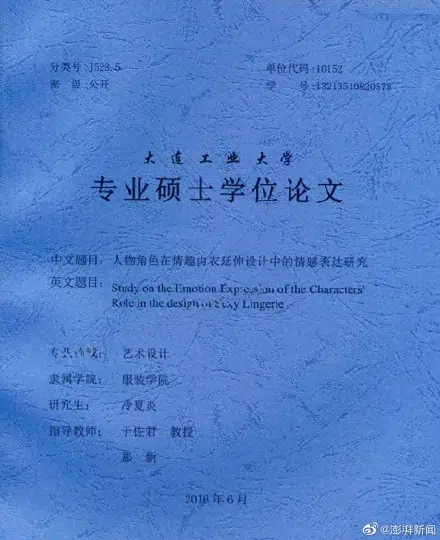 分类号:J523.5
单位代码:10152
密 级:公开
学 号:13213510820578
大连工业大学
专业硕士学位论文
中文题目:人物角色在情趣内衣延伸设计中的情感表达研究
英文题目:Study on the Emotion Expression of the Characters'
Role in the design of Sexy Lingerie
专业领域:艺术设计
隶属学院:服装学院
研究生:冷夏炎
指导教师:于佐君 教授
那 新
2016年6月
@澎湃新闻